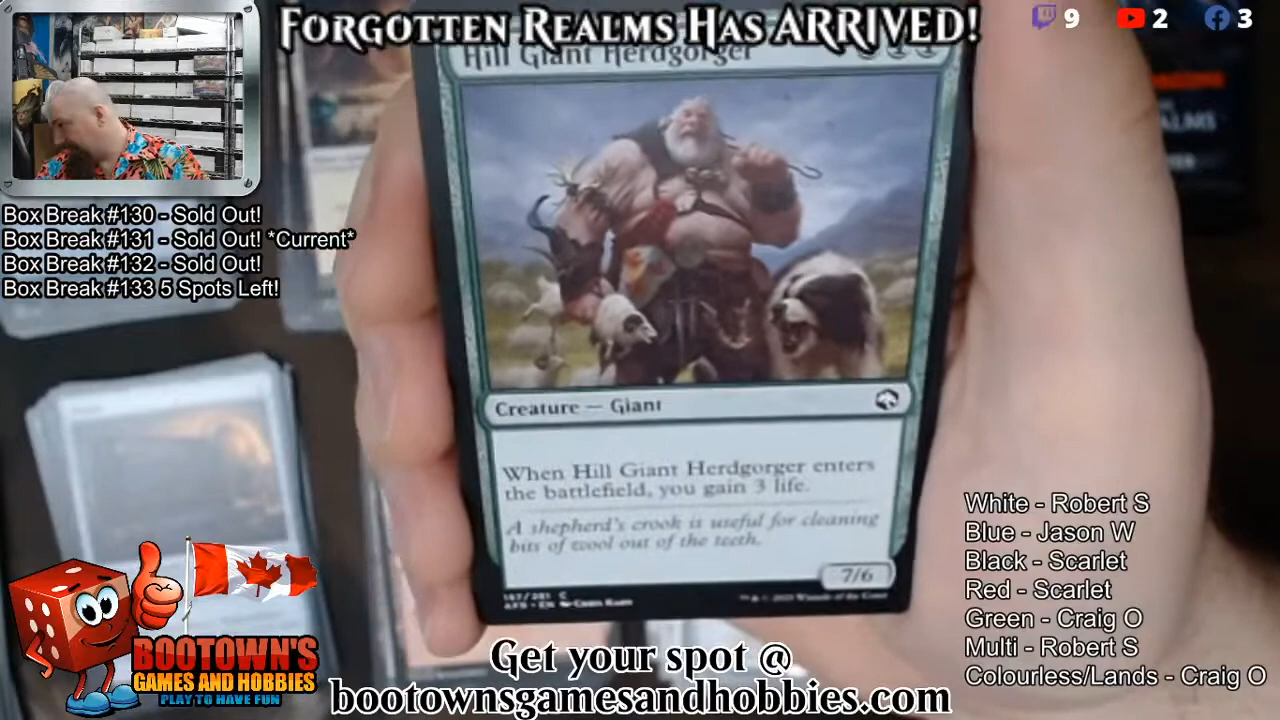 FORGOTTEN REALMS HAS ARRIVED!
9 2 3
Hill Giant Herdgorger
Box Break #130 - Sold Out!
Box Break #131 - Sold Out! *Current*
Box Break #132 - Sold Out!
Box Break #133 5 Spots Left!
Creature — Giant
When Hill Giant Herdgorger enters
the battlefield, you gain 3 life.
A shepherd's crook is useful for cleaning
bits of wool out of the teeth.
7/6
White - Robert S
Blue - Jason W
Black - Scarlet
Red - Scarlet
Green - Craig O
Multi - Robert S
Colourless/Lands - Craig O
BOOTOWN'S
GAMES AND HOBBIES
PLAY TO HAVE FUN
Get your spot @
bootownsgamesandhobbies.com